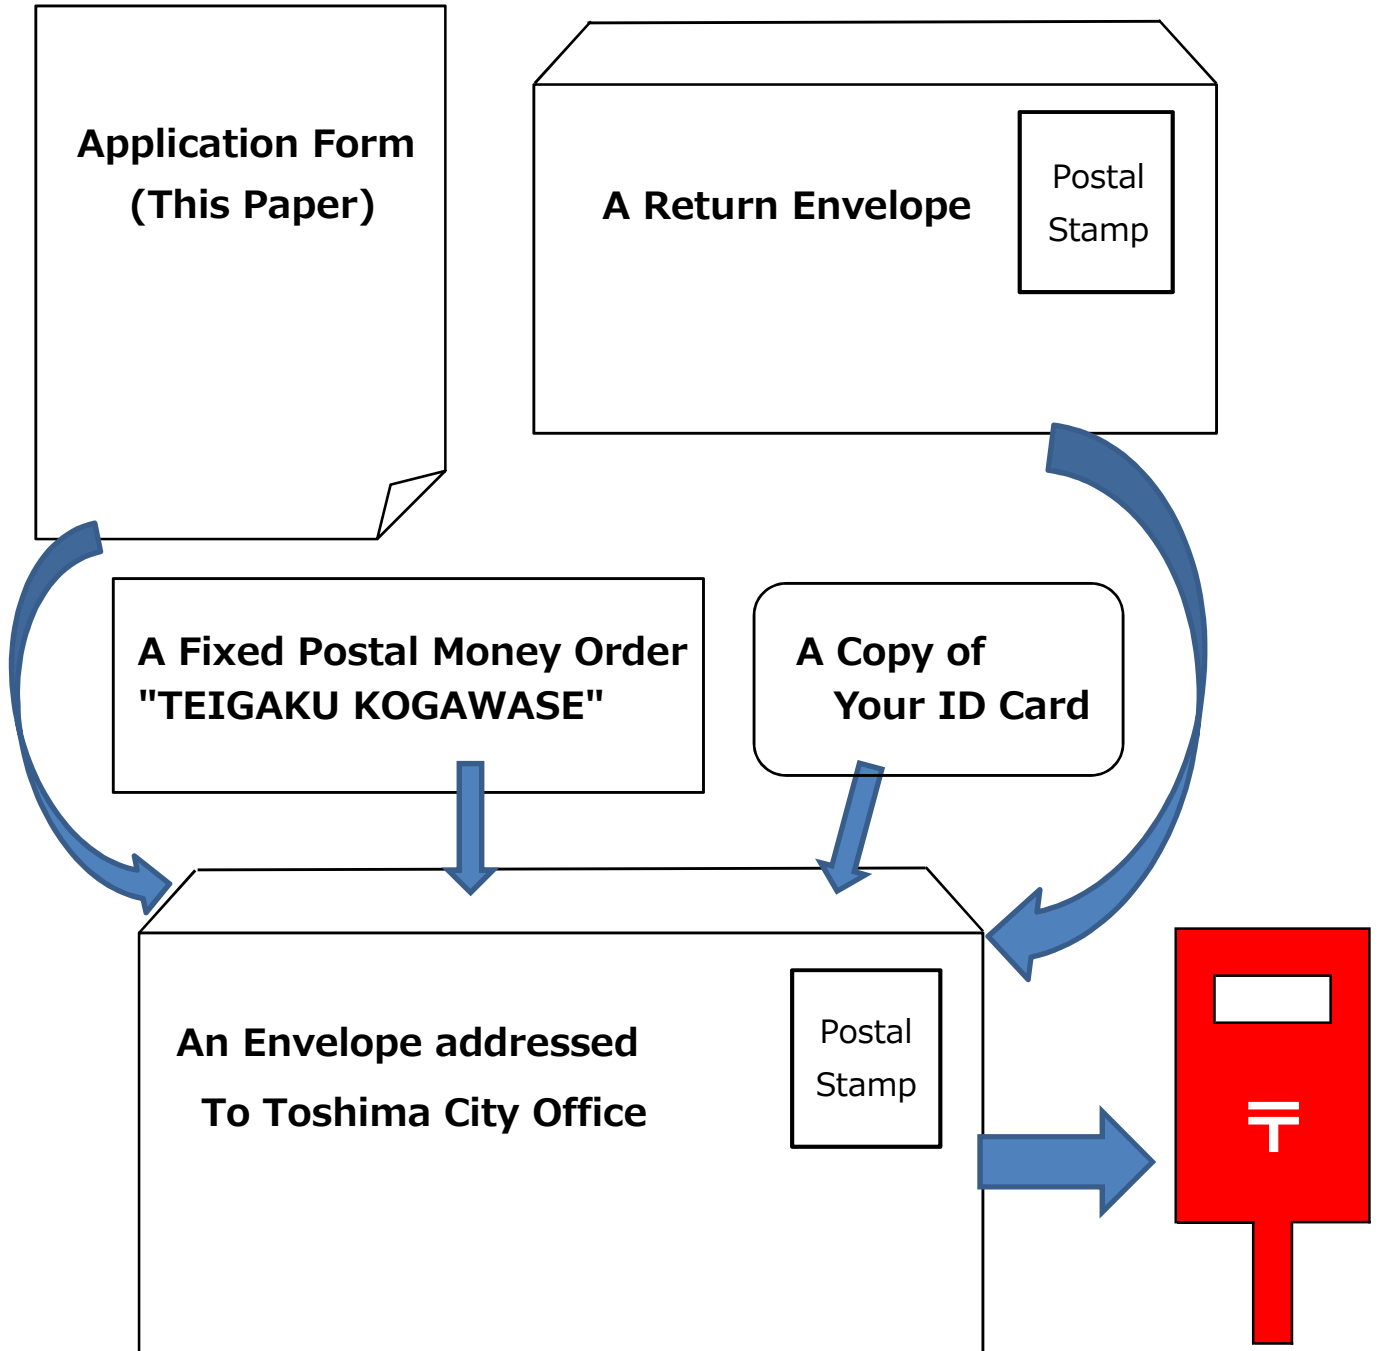 Application Form
(This Paper)
A Return Envelope
Postal
Stamp
A Fixed Postal Money Order
"TEIGAKU KOGAWASE"
A Copy of
Your ID Card
An Envelope addressed
To Toshima City Office
Postal
Stamp
〒